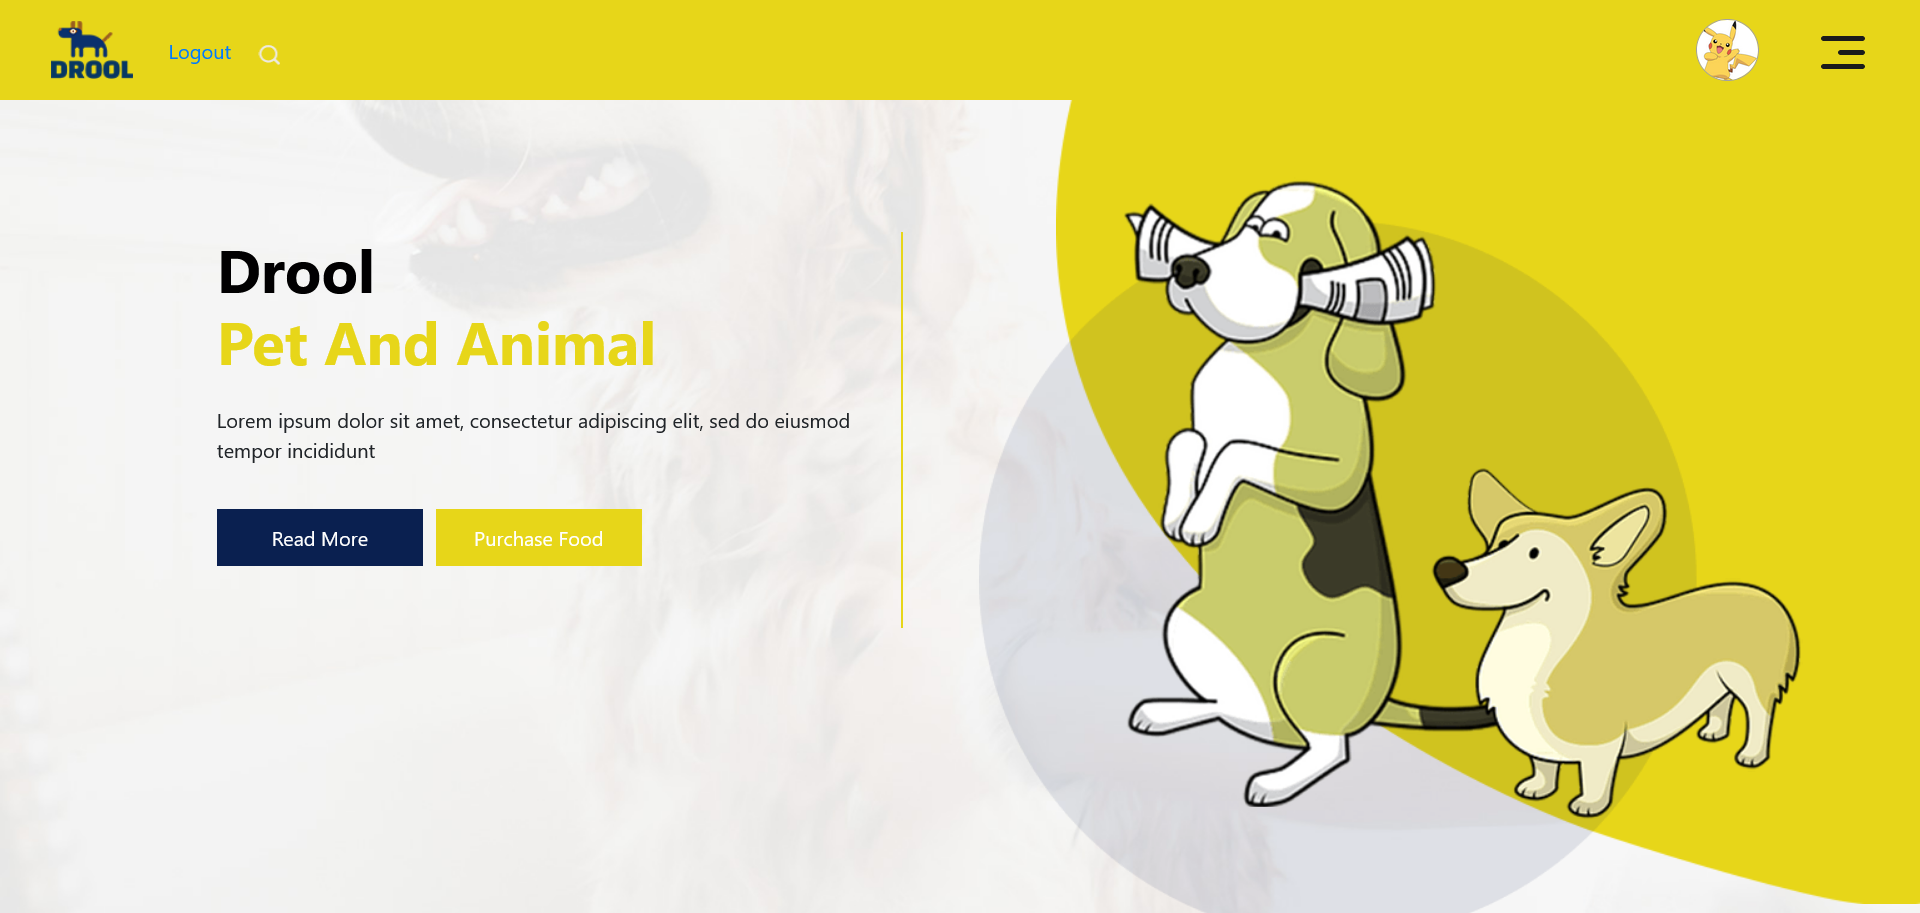 DROOL
Logout
Drool
Pet And Animal
Lorem ipsum dolor sit amet, consectetur adipiscing elit, sed do eiusmod
tempor incididunt
Read More
Purchase Food